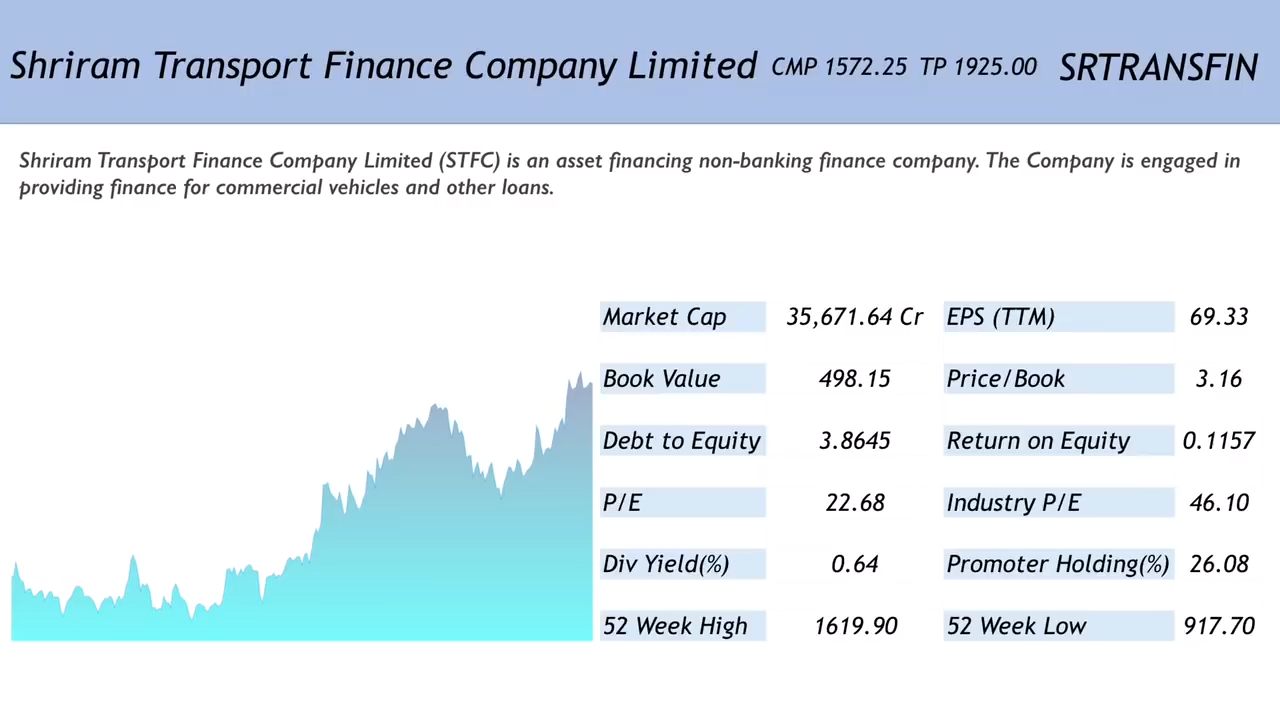 Shriram Transport Finance Company Limited CMP 1572.25 TP 1925.00 SRTRANSFIN
Shriram Transport Finance Company Limited (STFC) is an asset financing non-banking finance company. The Company is engaged in
providing finance for commercial vehicles and other loans.
Market Cap 35,671.64 Cr EPS (TTM) 69.33
Book Value 498.15 Price/Book 3.16
Debt to Equity 3.8645 Return on Equity 0.1157
P/E 22.68 Industry P/E 46.10
Div Yield(%) 0.64 Promoter Holding(%) 26.08
52 Week High 1619.90 52 Week Low 917.70